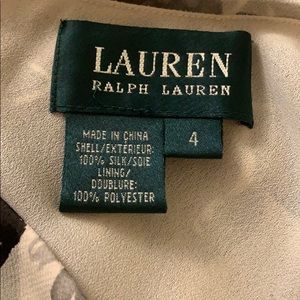 LAUREN
RALPH LAUREN
MADE IN CHINA
SHELL/EXTÉRIEUR:
100% SILK/SOIE
LINING/
DOUBLURE:
100% POLYESTER
4